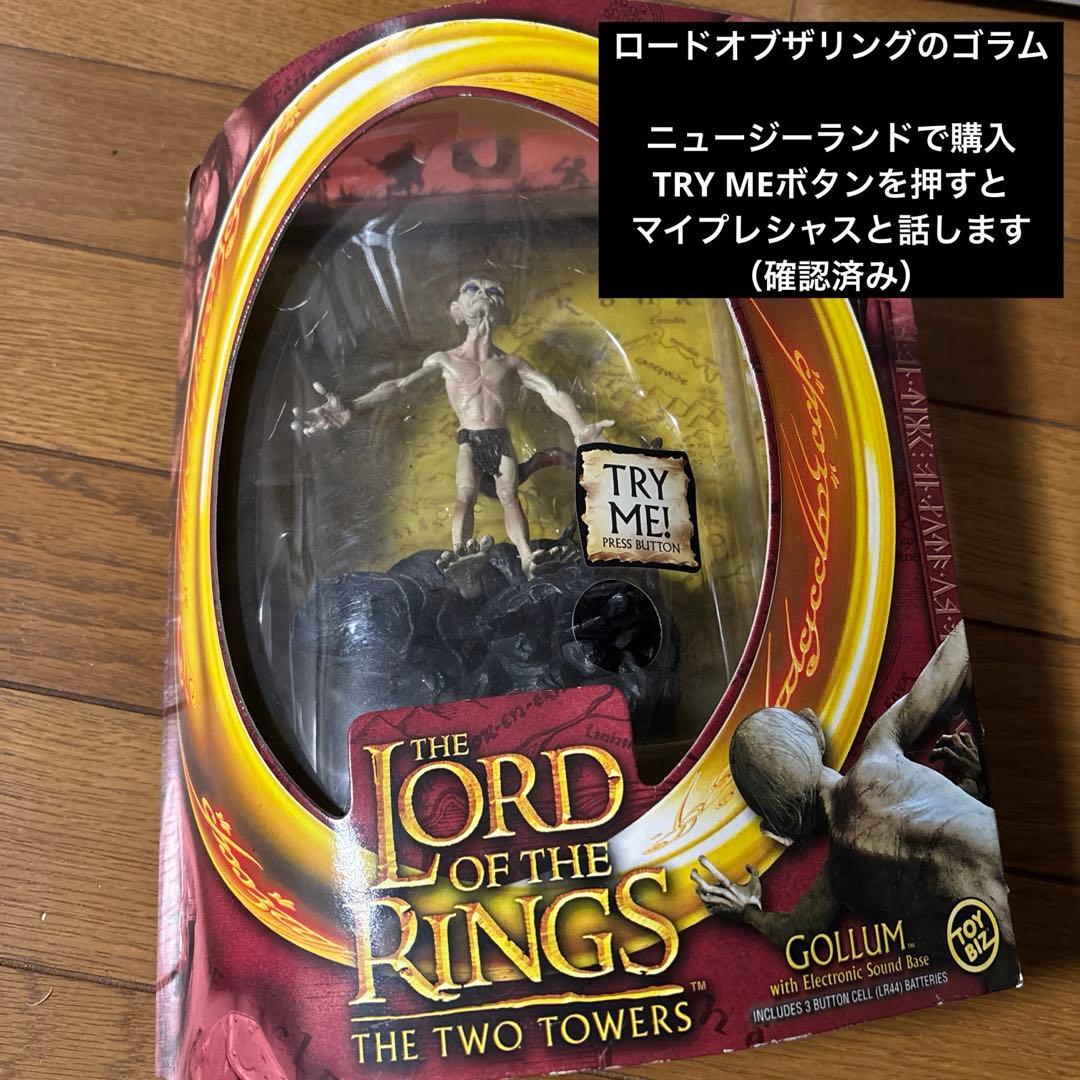 ロードオブザリングのゴラム
ニュージーランドで購入
TRY MEボタンを押すと
マイプレシャスと話します
（確認済み）
TRY
ME!
PRESS BUTTON
THE
LORD
OF THE
RINGS™
THE TWO TOWERS
GOLLUM™
with Electronic Sound Base
INCLUDES 3 BUTTON CELL (LR44) BATTERIES
TOY
BIZ